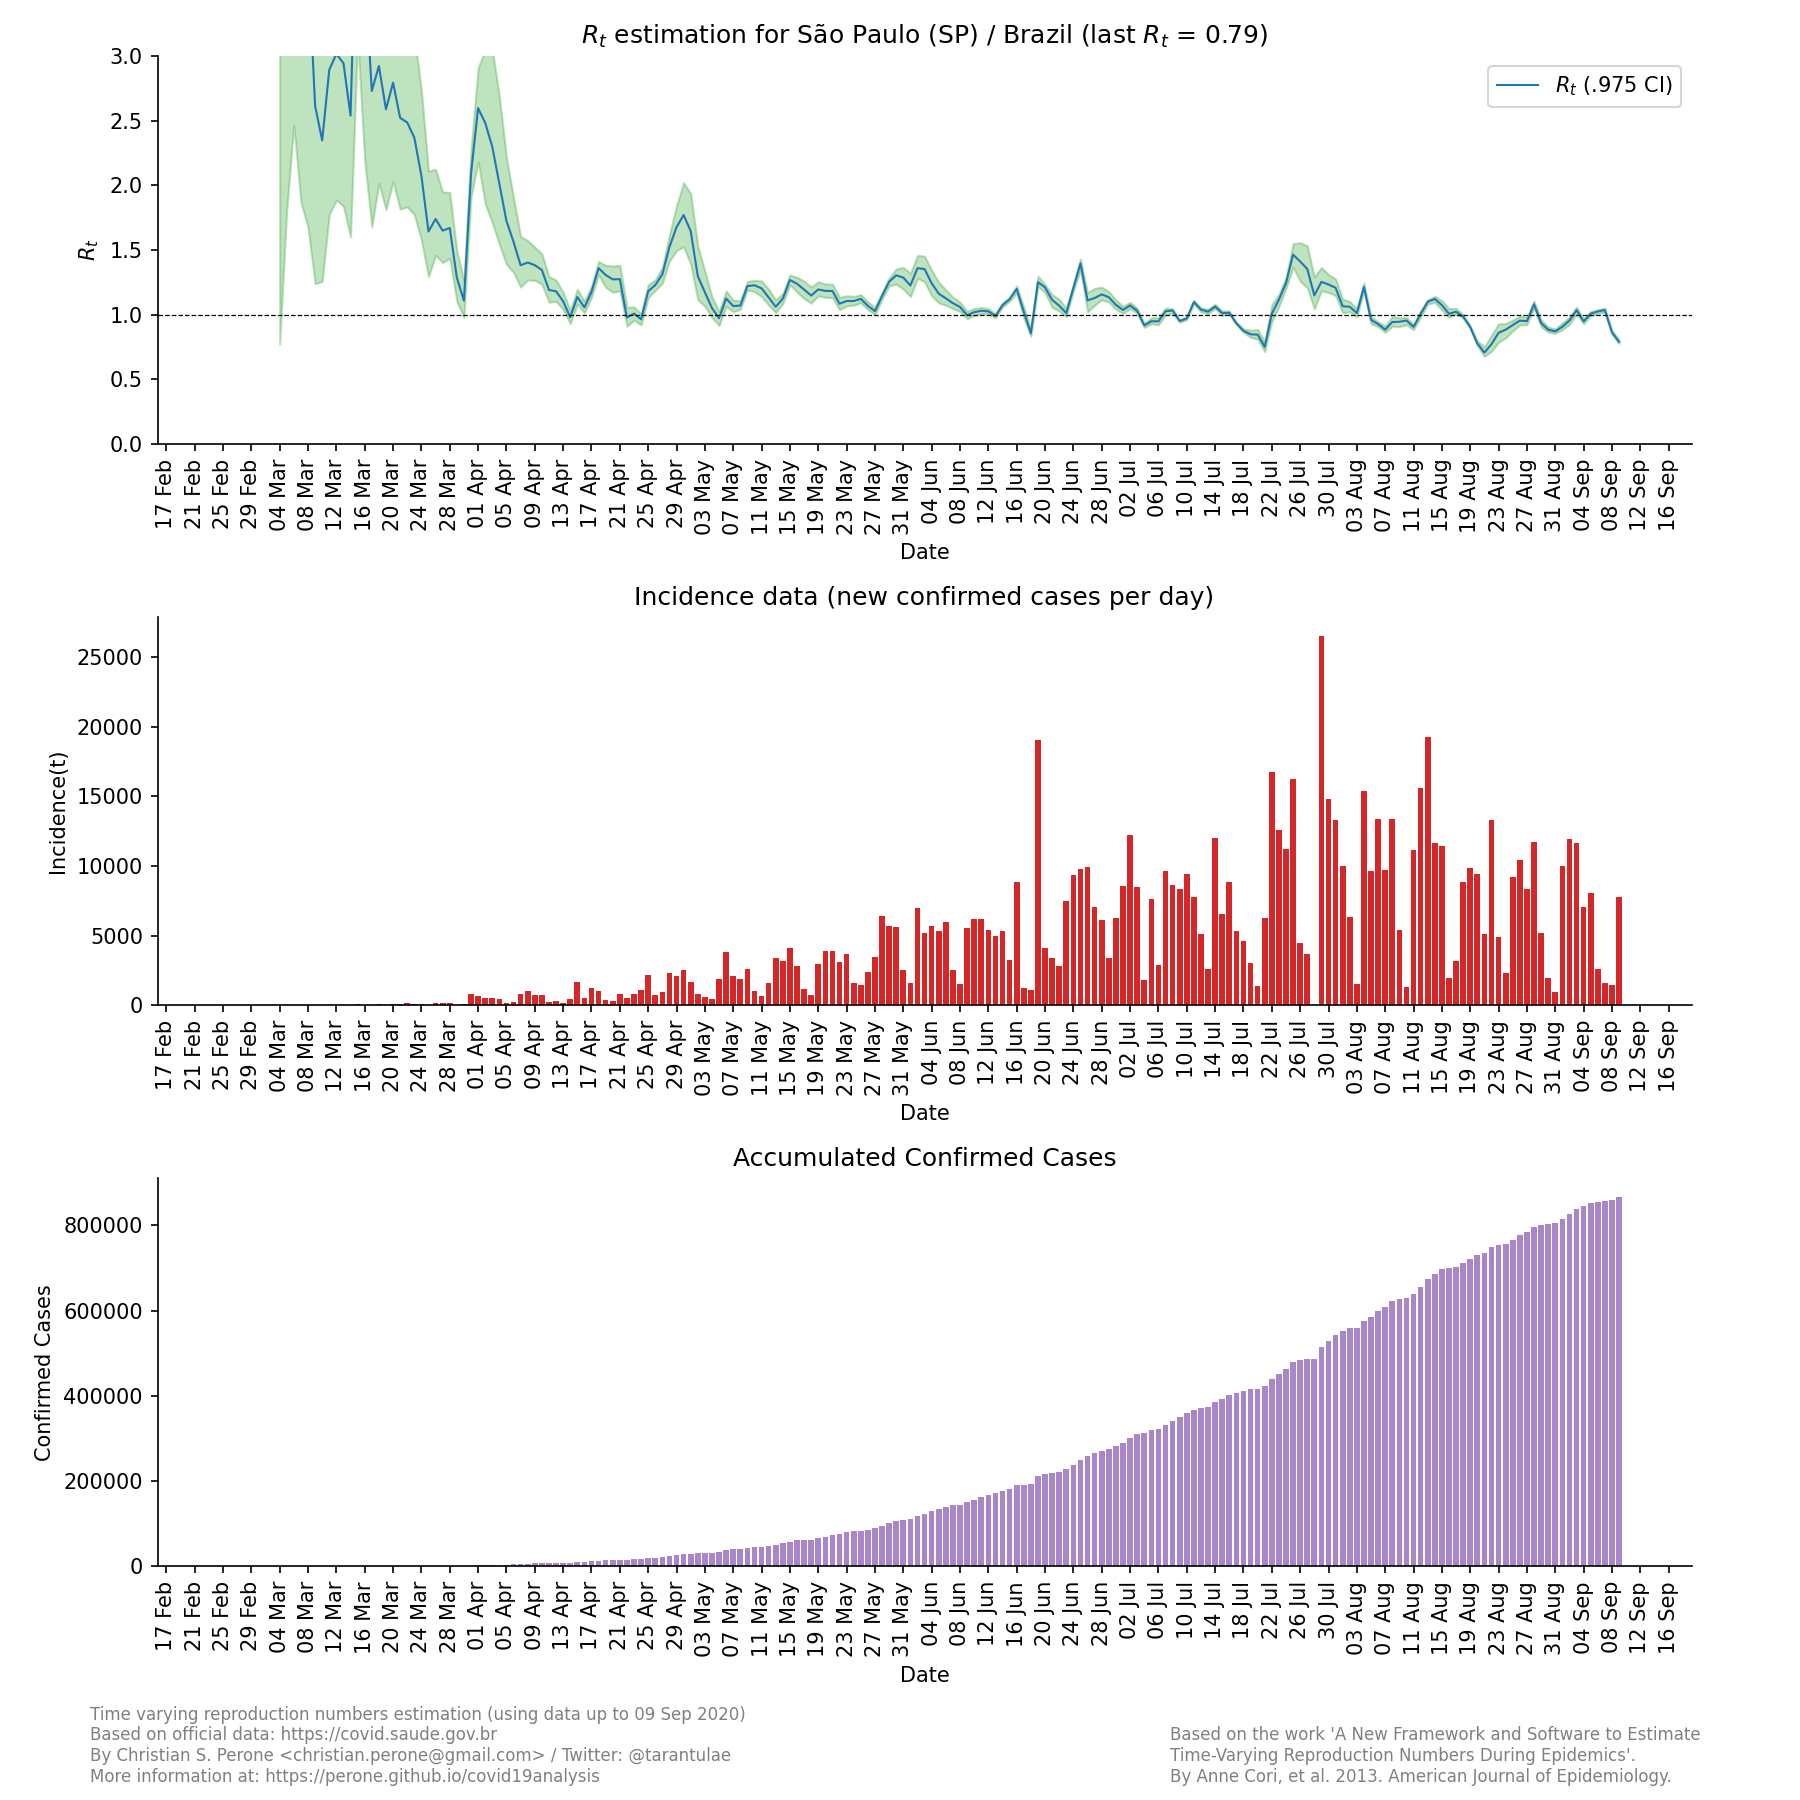 Rt estimation for São Paulo (SP) / Brazil (last Rt = 0.79)
Rt (.975 CI)
Rt
3.0
2.5
2.0
1.5
1.0
0.5
0.0
17 Feb 21 Feb 25 Feb 29 Feb 04 Mar 08 Mar 12 Mar 16 Mar 20 Mar 24 Mar 28 Mar 01 Apr 05 Apr 09 Apr 13 Apr 17 Apr 21 Apr 25 Apr 29 Apr 03 May 07 May 11 May 15 May 19 May 23 May 27 May 31 May 04 Jun 08 Jun 12 Jun 16 Jun 20 Jun 24 Jun 28 Jun 02 Jul 06 Jul 10 Jul 14 Jul 18 Jul 22 Jul 26 Jul 30 Jul 03 Aug 07 Aug 11 Aug 15 Aug 19 Aug 23 Aug 27 Aug 31 Aug 04 Sep 08 Sep 12 Sep 16 Sep
Date
Incidence data (new confirmed cases per day)
Incidence(t)
25000
20000
15000
10000
5000
0
17 Feb 21 Feb 25 Feb 29 Feb 04 Mar 08 Mar 12 Mar 16 Mar 20 Mar 24 Mar 28 Mar 01 Apr 05 Apr 09 Apr 13 Apr 17 Apr 21 Apr 25 Apr 29 Apr 03 May 07 May 11 May 15 May 19 May 23 May 27 May 31 May 04 Jun 08 Jun 12 Jun 16 Jun 20 Jun 24 Jun 28 Jun 02 Jul 06 Jul 10 Jul 14 Jul 18 Jul 22 Jul 26 Jul 30 Jul 03 Aug 07 Aug 11 Aug 15 Aug 19 Aug 23 Aug 27 Aug 31 Aug 04 Sep 08 Sep 12 Sep 16 Sep
Date
Accumulated Confirmed Cases
Confirmed Cases
800000
600000
400000
200000
0
17 Feb 21 Feb 25 Feb 29 Feb 04 Mar 08 Mar 12 Mar 16 Mar 20 Mar 24 Mar 28 Mar 01 Apr 05 Apr 09 Apr 13 Apr 17 Apr 21 Apr 25 Apr 29 Apr 03 May 07 May 11 May 15 May 19 May 23 May 27 May 31 May 04 Jun 08 Jun 12 Jun 16 Jun 20 Jun 24 Jun 28 Jun 02 Jul 06 Jul 10 Jul 14 Jul 18 Jul 22 Jul 26 Jul 30 Jul 03 Aug 07 Aug 11 Aug 15 Aug 19 Aug 23 Aug 27 Aug 31 Aug 04 Sep 08 Sep 12 Sep 16 Sep
Date
Time varying reproduction numbers estimation (using data up to 09 Sep 2020)
Based on official data: https://covid.saude.gov.br
By Christian S. Perone <christian.perone@gmail.com> / Twitter: @tarantulae
More information at: https://perone.github.io/covid19analysis
Based on the work 'A New Framework and Software to Estimate
Time-Varying Reproduction Numbers During Epidemics'.
By Anne Cori, et al. 2013. American Journal of Epidemiology.